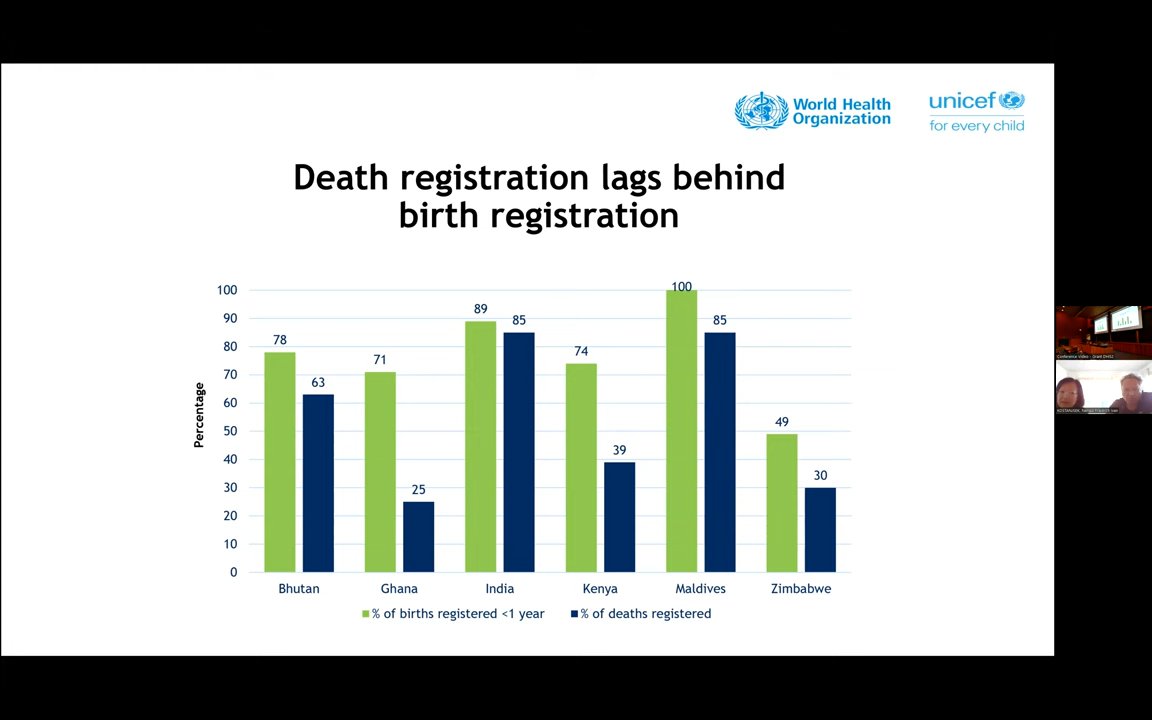 World Health
Organization
unicef
for every child
Death registration lags behind
birth registration
Percentage
100
90
80
70
60
50
40
30
20
10
0
78
63
71
25
89
85
74
39
100
85
49
30
Bhutan
Ghana
India
Kenya
Maldives
Zimbabwe
% of births registered <1 year
% of deaths registered